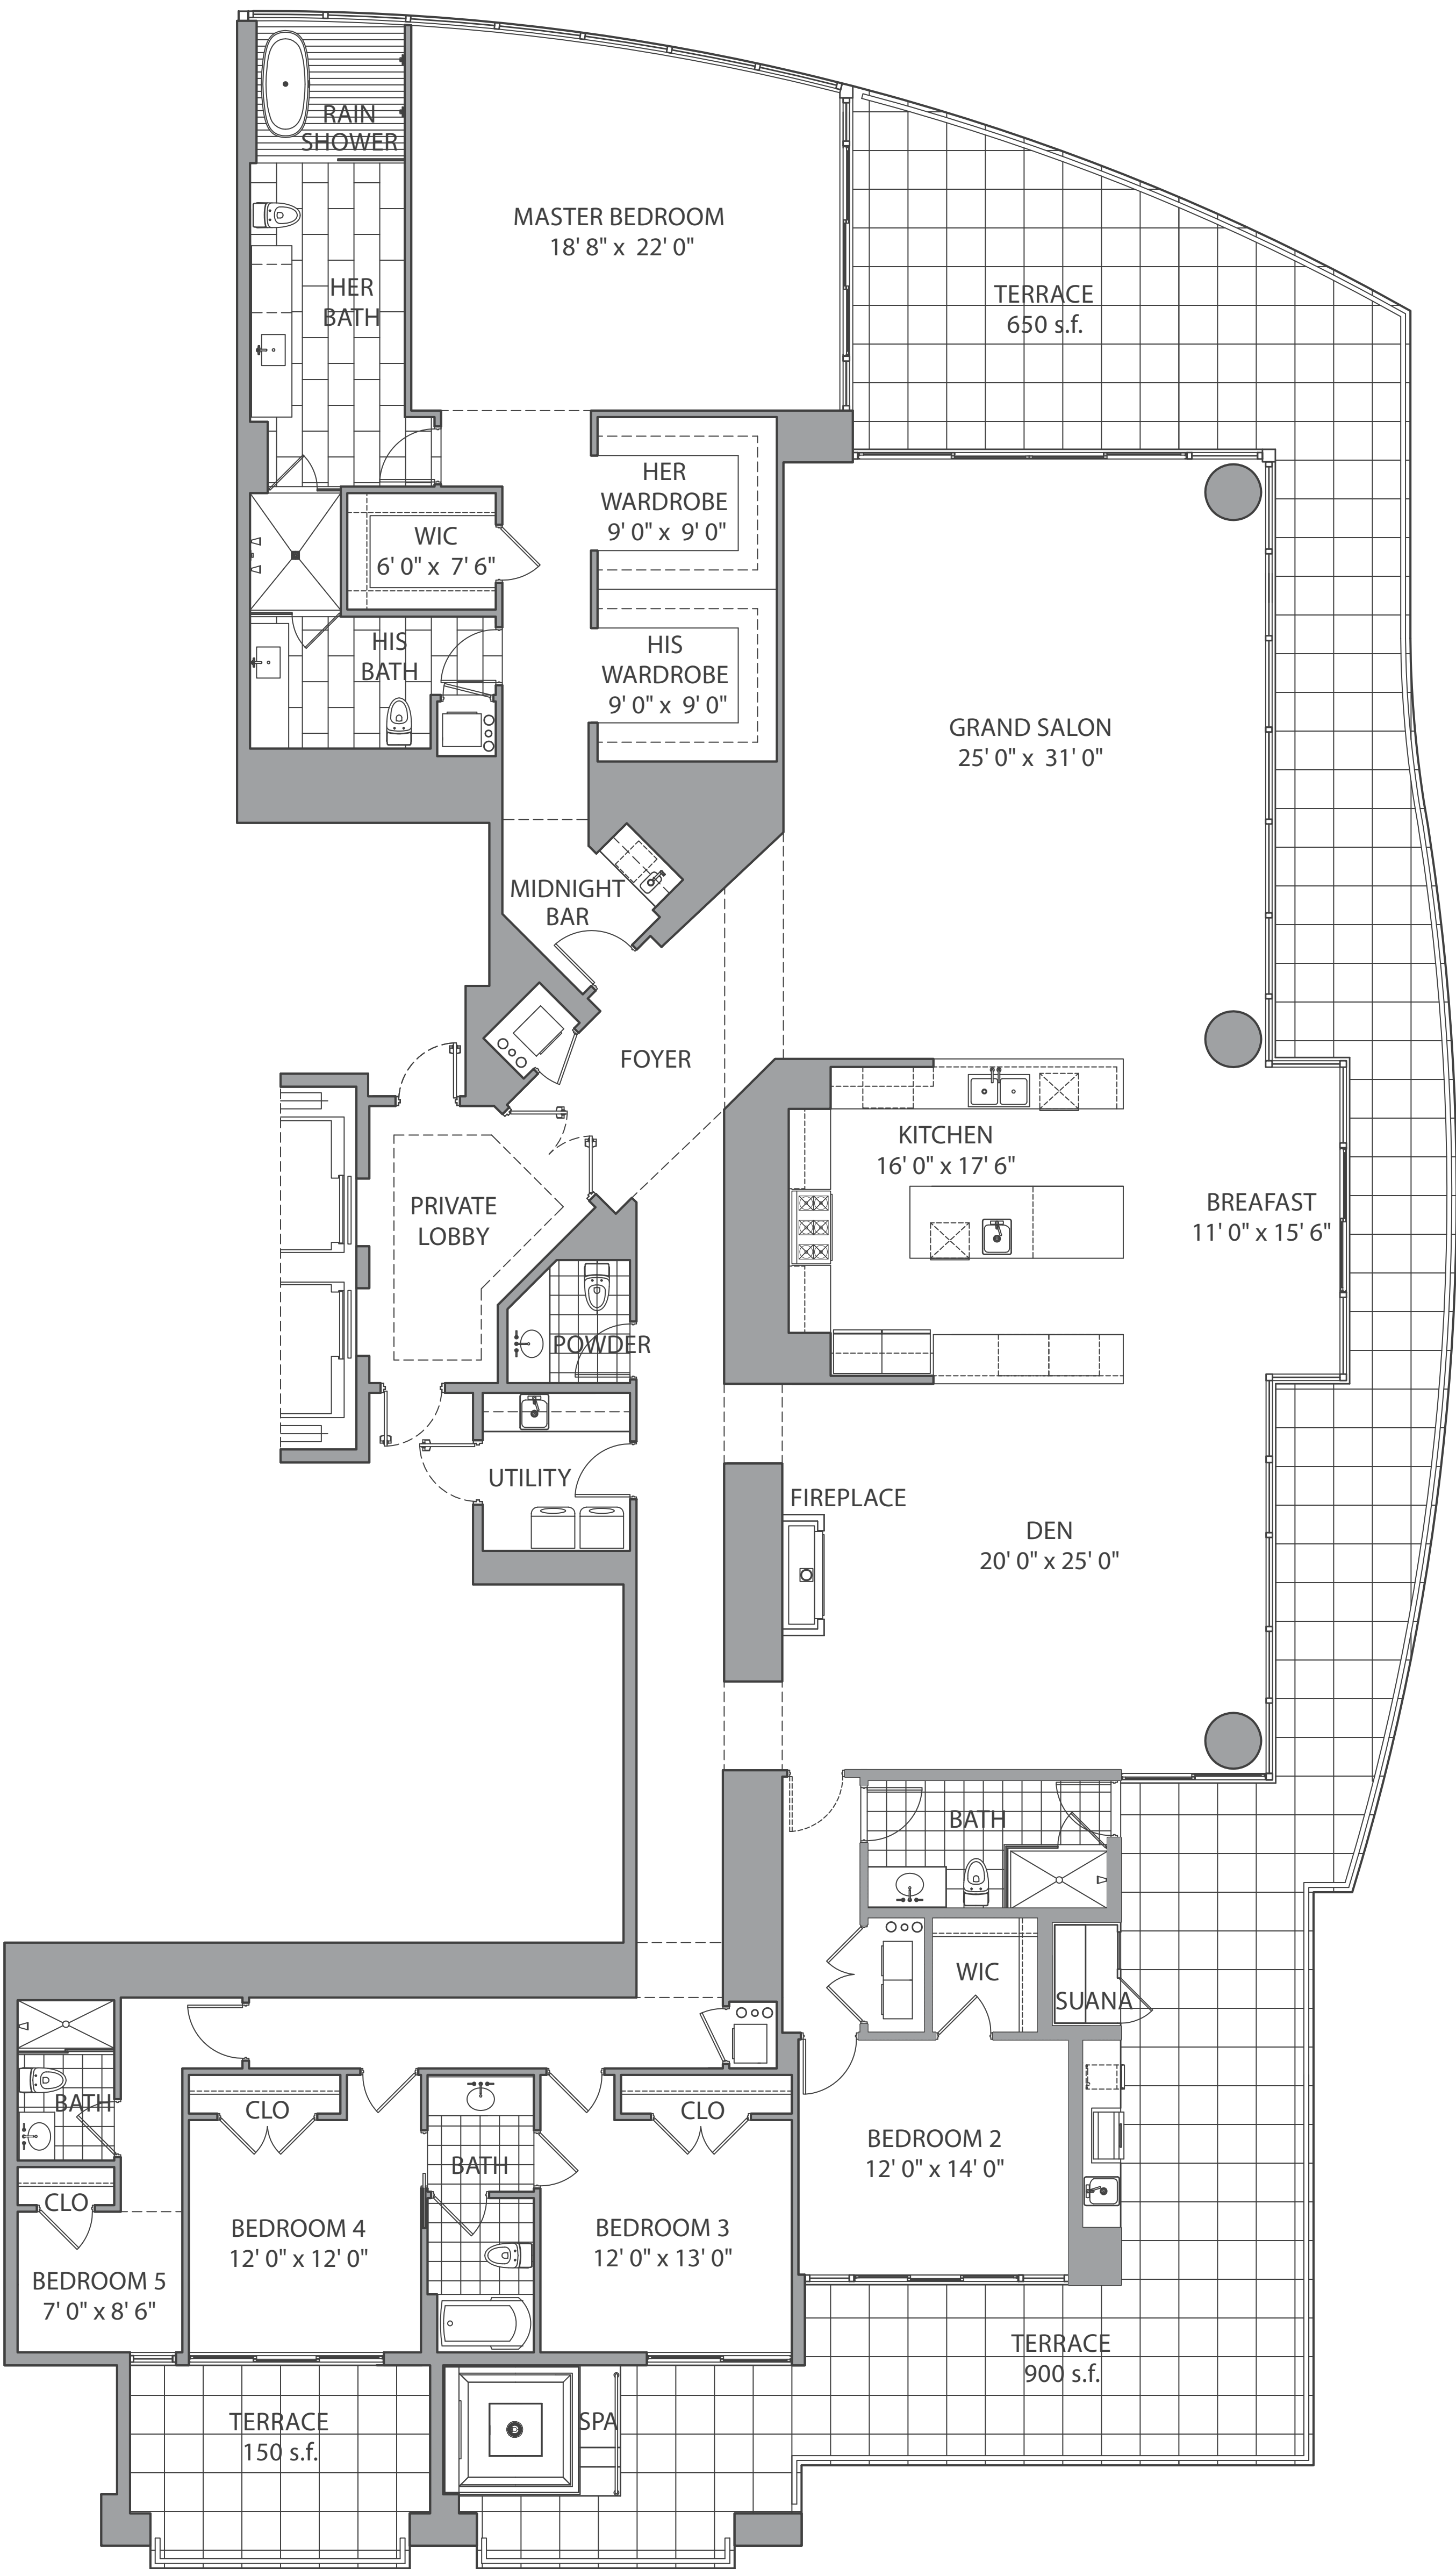 RAIN
SHOWER
MASTER BEDROOM
18' 8" x 22' 0"
HER
BATH
TERRACE
650 s.f.
HER
WARDROBE
9' 0" x 9' 0"
WIC
6' 0" x 7' 6"
HIS
BATH
HIS
WARDROBE
9' 0" x 9' 0"
GRAND SALON
25' 0" x 31' 0"
MIDNIGHT
BAR
FOYER
KITCHEN
16' 0" x 17' 6"
PRIVATE
LOBBY
BREAFAST
11' 0" x 15' 6"
POWDER
UTILITY
FIREPLACE
DEN
20' 0" x 25' 0"
BATH
WIC
SUANA
BATH
CLO
CLO
BEDROOM 2
12' 0" x 14' 0"
BATH
CLO
BEDROOM 4
12' 0" x 12' 0"
BEDROOM 3
12' 0" x 13' 0"
BEDROOM 5
7' 0" x 8' 6"
TERRACE
900 s.f.
TERRACE
150 s.f.
SPA